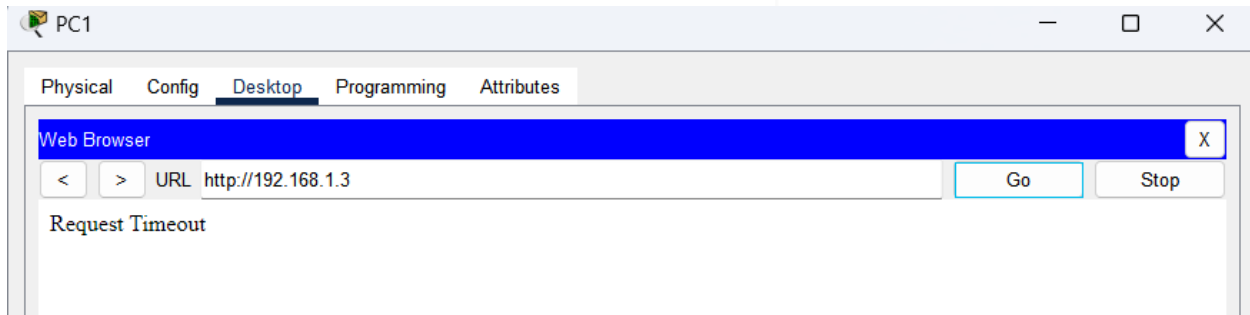 PC1
Physical Config Desktop Programming Attributes
Web Browser X
< > URL http://192.168.1.3 Go Stop
Request Timeout